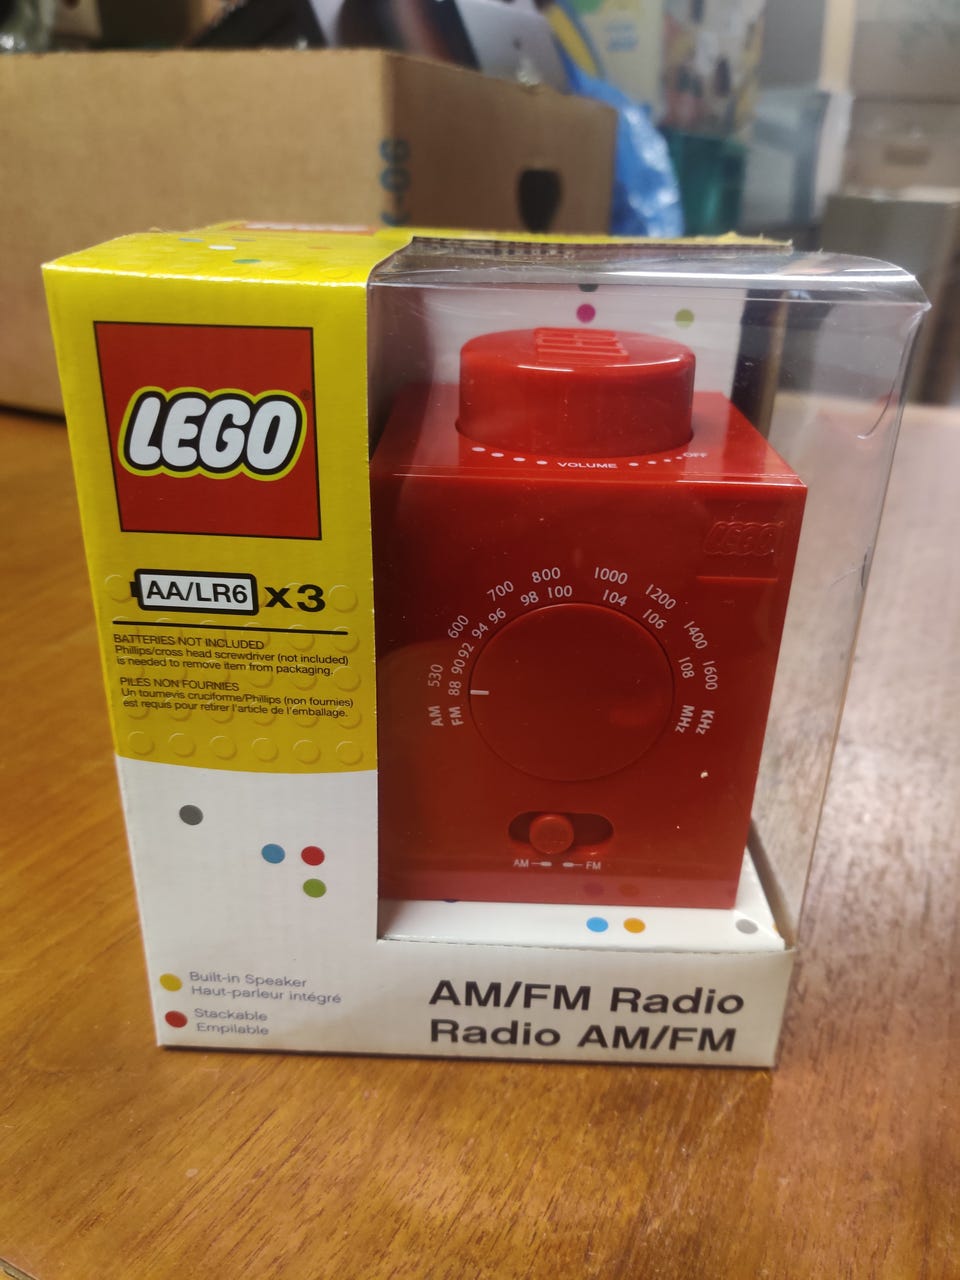 LEGO
AA/LR6 x3
BATTERIES NOT INCLUDED
Phillips/cross head screwdriver (not included)
is needed to remove item from packaging.
PILES NON FOURNIES
Un tournevis cruciforme/Phillips (non fournies)
est requis pour retirer l'article de l'emballage.
Built-in Speaker
Haut-parleur intégré
Stackable
Empilable
LEGO
VOLUME OFF
LEGO
AM 530 600 700 800 1000 1200 1400 1600 KHz
FM 88 90 92 94 96 98 100 104 106 108 MHz
AM FM
AM/FM Radio
Radio AM/FM